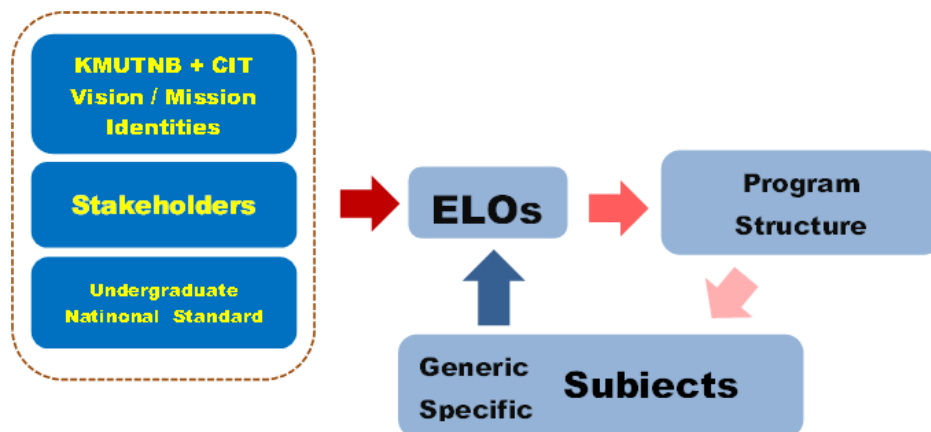 KMUTNB + CIT
Vision / Mission
Identities
Stakeholders
Undergraduate
Natinonal Standard
ELOs
Program
Structure
Generic
Specific
Subiects